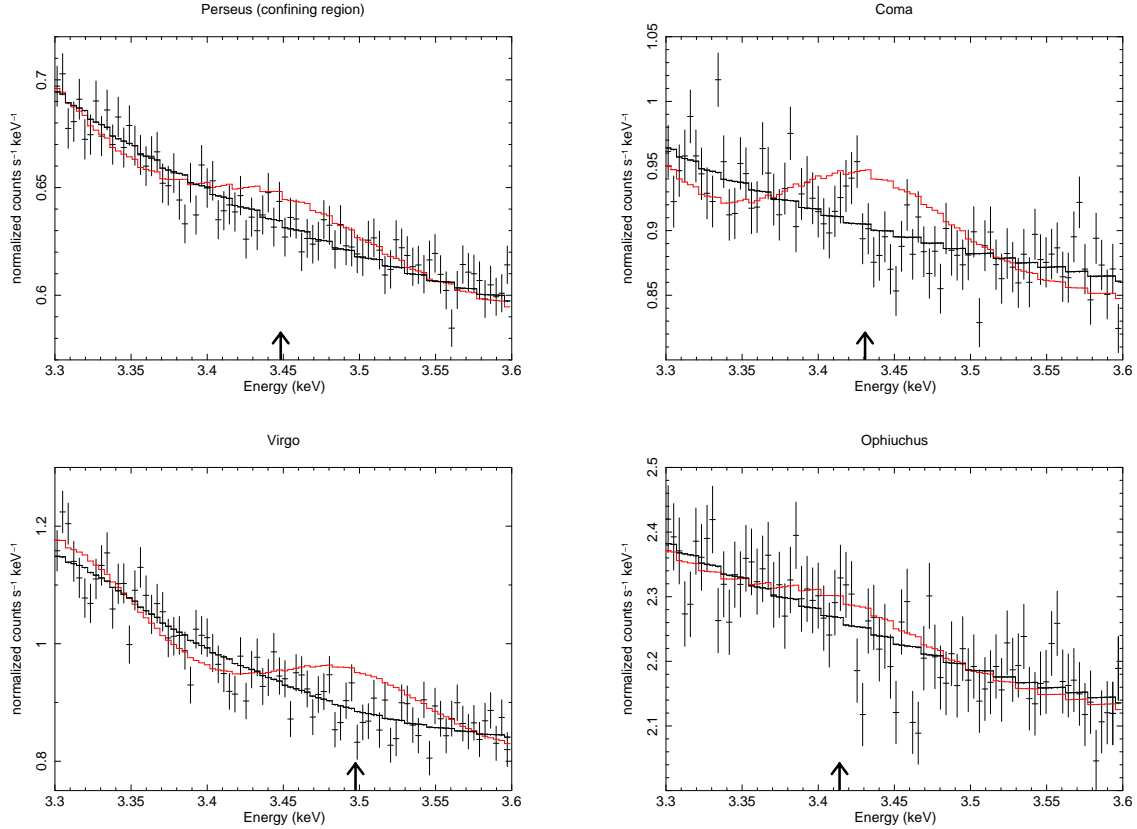 Perseus (confining region)
normalized counts s⁻¹ keV⁻¹
0.7
0.65
0.6
3.3 3.35 3.4 3.45 3.5 3.55 3.6
Energy (keV)
Coma
normalized counts s⁻¹ keV⁻¹
1.05
1
0.95
0.9
0.85
3.3 3.35 3.4 3.45 3.5 3.55 3.6
Energy (keV)
Virgo
normalized counts s⁻¹ keV⁻¹
1.2
1
0.8
3.3 3.35 3.4 3.45 3.5 3.55 3.6
Energy (keV)
Ophiuchus
normalized counts s⁻¹ keV⁻¹
2.5
2.4
2.3
2.2
2.1
3.3 3.35 3.4 3.45 3.5 3.55 3.6
Energy (keV)